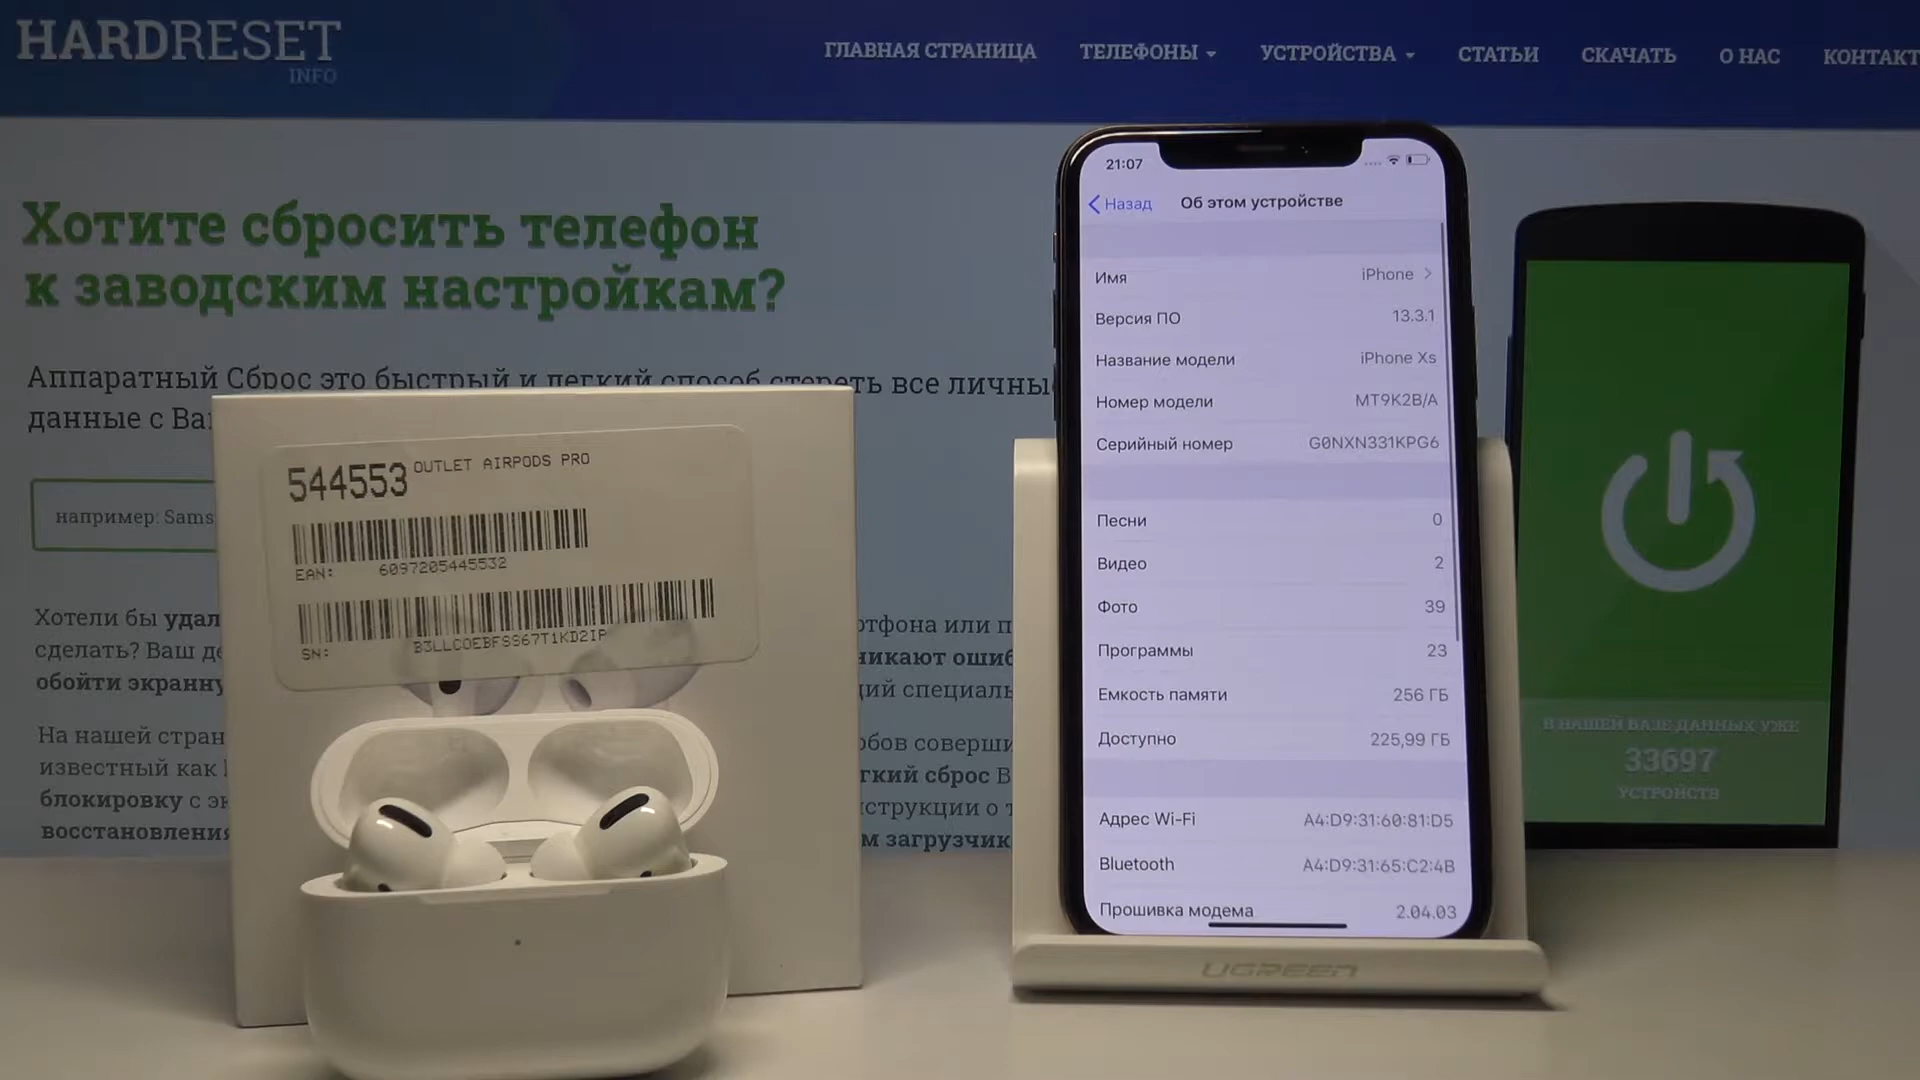 HARDRESET
INFO
ГЛАВНАЯ СТРАНИЦА ТЕЛЕФОНЫ УСТРОЙСТВА СТАТЬИ СКАЧАТЬ О НАС КОНТАКТ
Хотите сбросить телефон
к заводским настройкам?
Аппаратный Сброс это быстрый и легкий способ стереть все личны
данные с Ва
например: Sams
Хотели бы удал
сделать? Ваш д
обойти экранну
На нашей стран
известный как
блокировку с э
восстановления
ртфона или п
никают ошиб
ций специаль
обов соверши
гкий сброс В
струкции о т
м загрузчик
544553 OUTLET AIRPODS PRO
EAN: 6097205445532
SN: B3LLCOEBFSS67T1KD2IP
21:07
Назад Об этом устройстве
Имя iPhone
Версия ПО 13.3.1
Название модели iPhone Xs
Номер модели MT9K2B/A
Серийный номер G0NXN331KPG6
Песни 0
Видео 2
Фото 39
Программы 23
Емкость памяти 256 ГБ
Доступно 225,99 ГБ
Адрес Wi-Fi A4:D9:31:60:81:D5
Bluetooth A4:D9:31:65:C2:4B
Прошивка модема 2.04.03
UGREEN
В НАШЕЙ БАЗЕ ДАННЫХ УЖЕ
33697
УСТРОЙСТВ